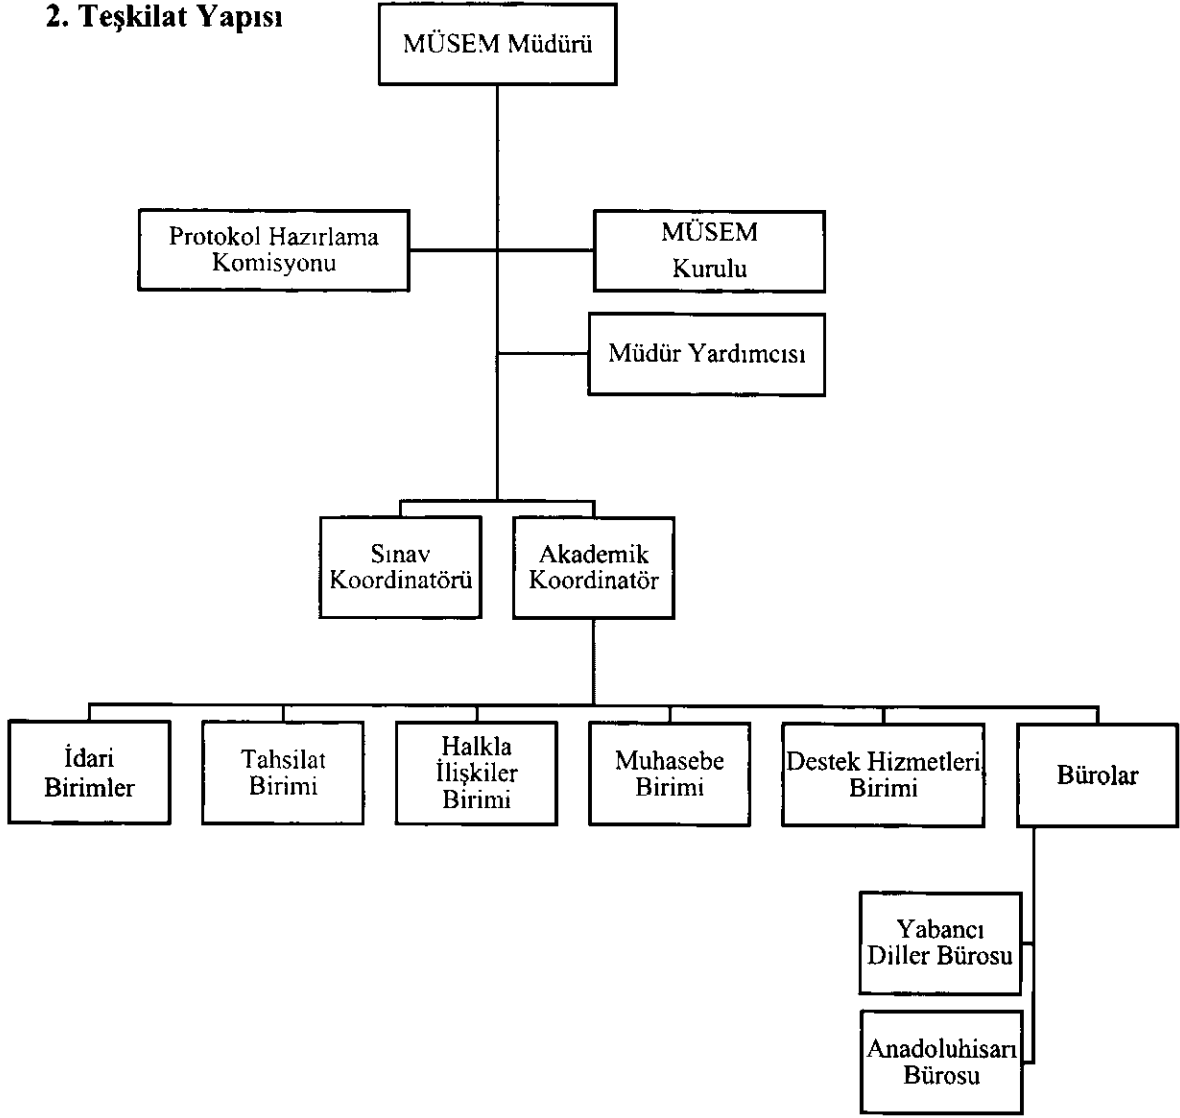 2. Teşkilat Yapısı
MÜSEM Müdürü
Protokol Hazırlama
Komisyonu
MÜSEM
Kurulu
Müdür Yardımcısı
Sınav
Koordinatörü
Akademik
Koordinatör
İdari
Birimler
Tahsilat
Birimi
Halkla
İlişkiler
Birimi
Muhasebe
Birimi
Destek Hizmetleri
Birimi
Bürolar
Yabancı
Diller Bürosu
Anadoluhisarı
Bürosu